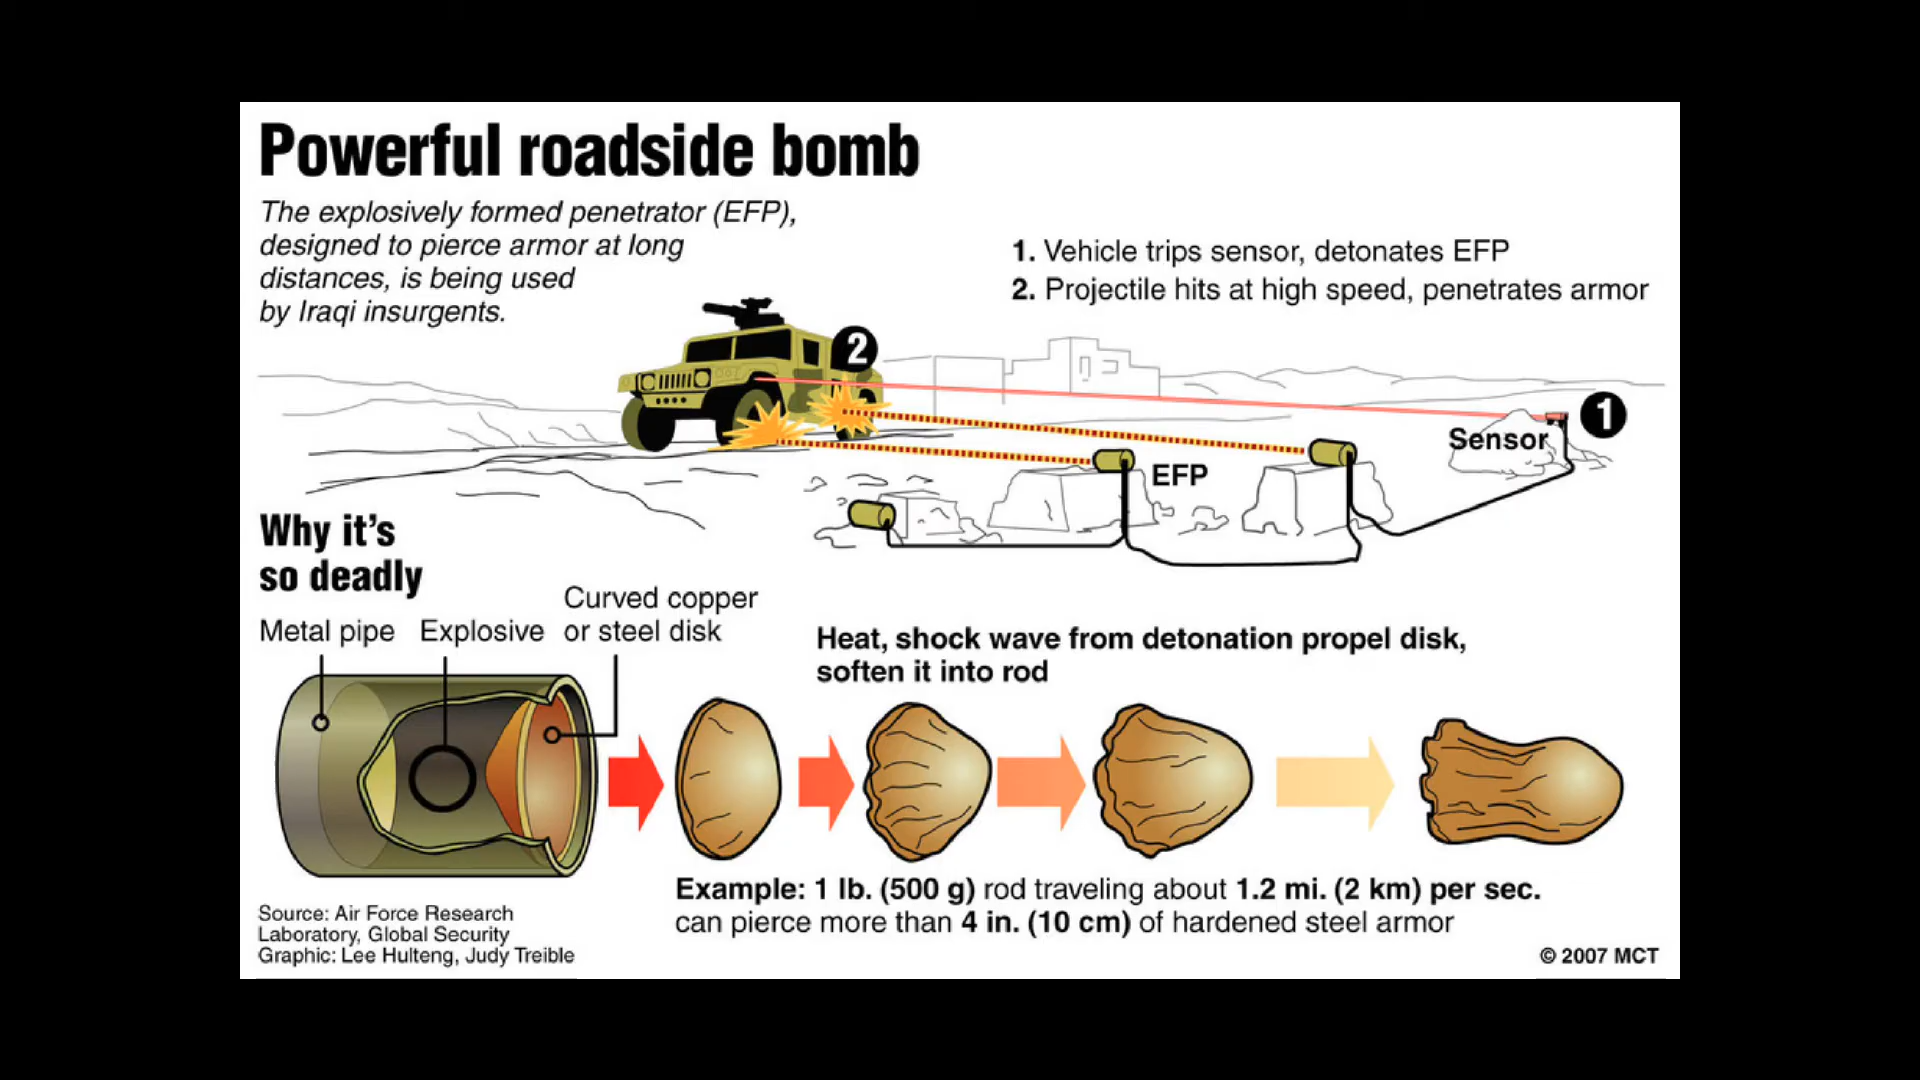 Powerful roadside bomb
The explosively formed penetrator (EFP),
designed to pierce armor at long
distances, is being used
by Iraqi insurgents.
1. Vehicle trips sensor, detonates EFP
2. Projectile hits at high speed, penetrates armor
2
1
Sensor
EFP
Why it's
so deadly
Metal pipe
Explosive
Curved copper
or steel disk
Heat, shock wave from detonation propel disk,
soften it into rod
Example: 1 lb. (500 g) rod traveling about 1.2 mi. (2 km) per sec.
can pierce more than 4 in. (10 cm) of hardened steel armor
Source: Air Force Research
Laboratory, Global Security
Graphic: Lee Hulteng, Judy Treible
© 2007 MCT